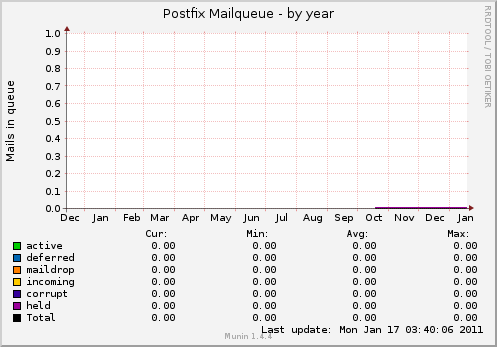 Postfix Mailqueue - by year
RRDTOOL / TOBI OETIKER
Mails in queue
1.0
0.9
0.8
0.7
0.6
0.5
0.4
0.3
0.2
0.1
0.0
Dec Jan Feb Mar Apr May Jun Jul Aug Sep Oct Nov Dec Jan
Cur: Min: Avg: Max:
active 0.00 0.00 0.00 0.00
deferred 0.00 0.00 0.00 0.00
maildrop 0.00 0.00 0.00 0.00
incoming 0.00 0.00 0.00 0.00
corrupt 0.00 0.00 0.00 0.00
held 0.00 0.00 0.00 0.00
Total 0.00 0.00 0.00 0.00
Last update: Mon Jan 17 03:40:06 2011
Munin 1.4.4